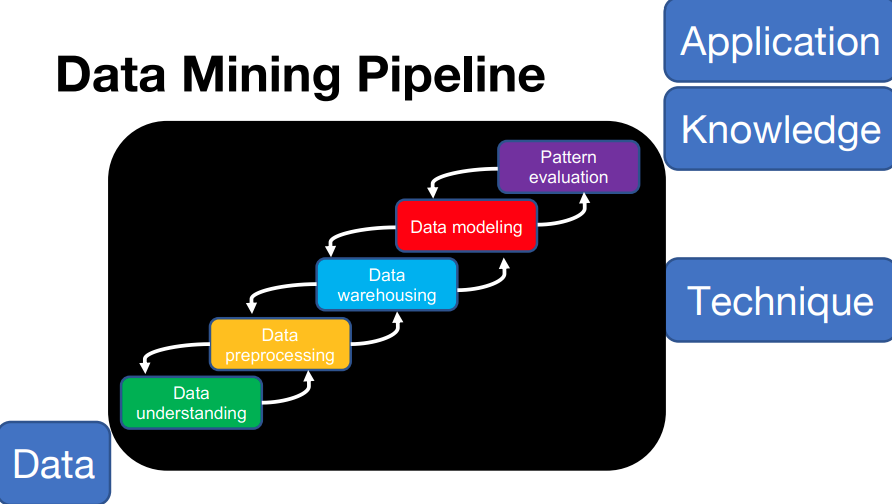 Application
Data Mining Pipeline
Knowledge
Pattern
evaluation
Data modeling
Data
warehousing
Technique
Data
preprocessing
Data
understanding
Data